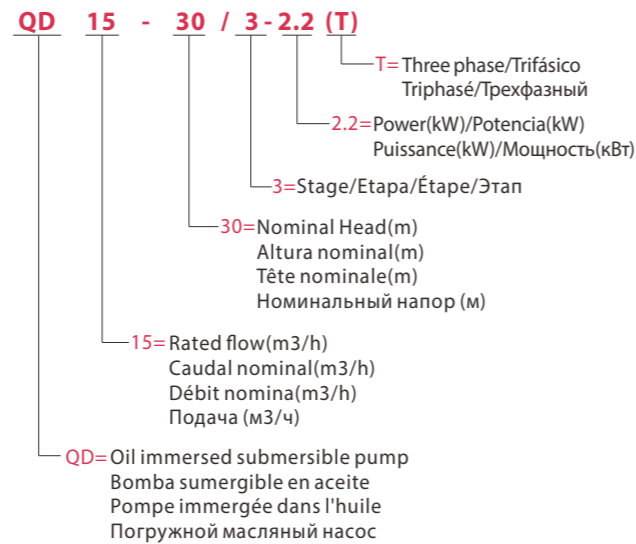 QD 15 - 30 / 3 - 2.2 (T)
T= Three phase/Trifásico
Triphasé/Трехфазный
2.2=Power(kW)/Potencia(kW)
Puissance(kW)/Мощность(кВт)
3=Stage/Etapa/Étape/Этап
30=Nominal Head(m)
Altura nominal(m)
Tête nominale(m)
Номинальный напор (м)
15= Rated flow(m3/h)
Caudal nominal(m3/h)
Débit nomina(m3/h)
Подача (м3/ч)
QD= Oil immersed submersible pump
Bomba sumergible en aceite
Pompe immergée dans l'huile
Погружной масляный насос